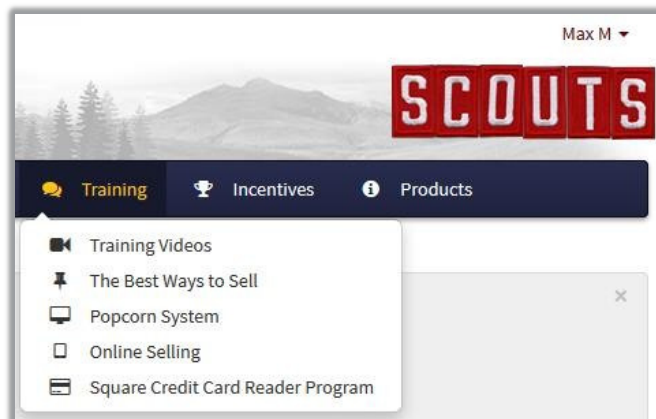 Max M
SCOUTS
Training Incentives Products
Training Videos
The Best Ways to Sell
Popcorn System
Online Selling
Square Credit Card Reader Program